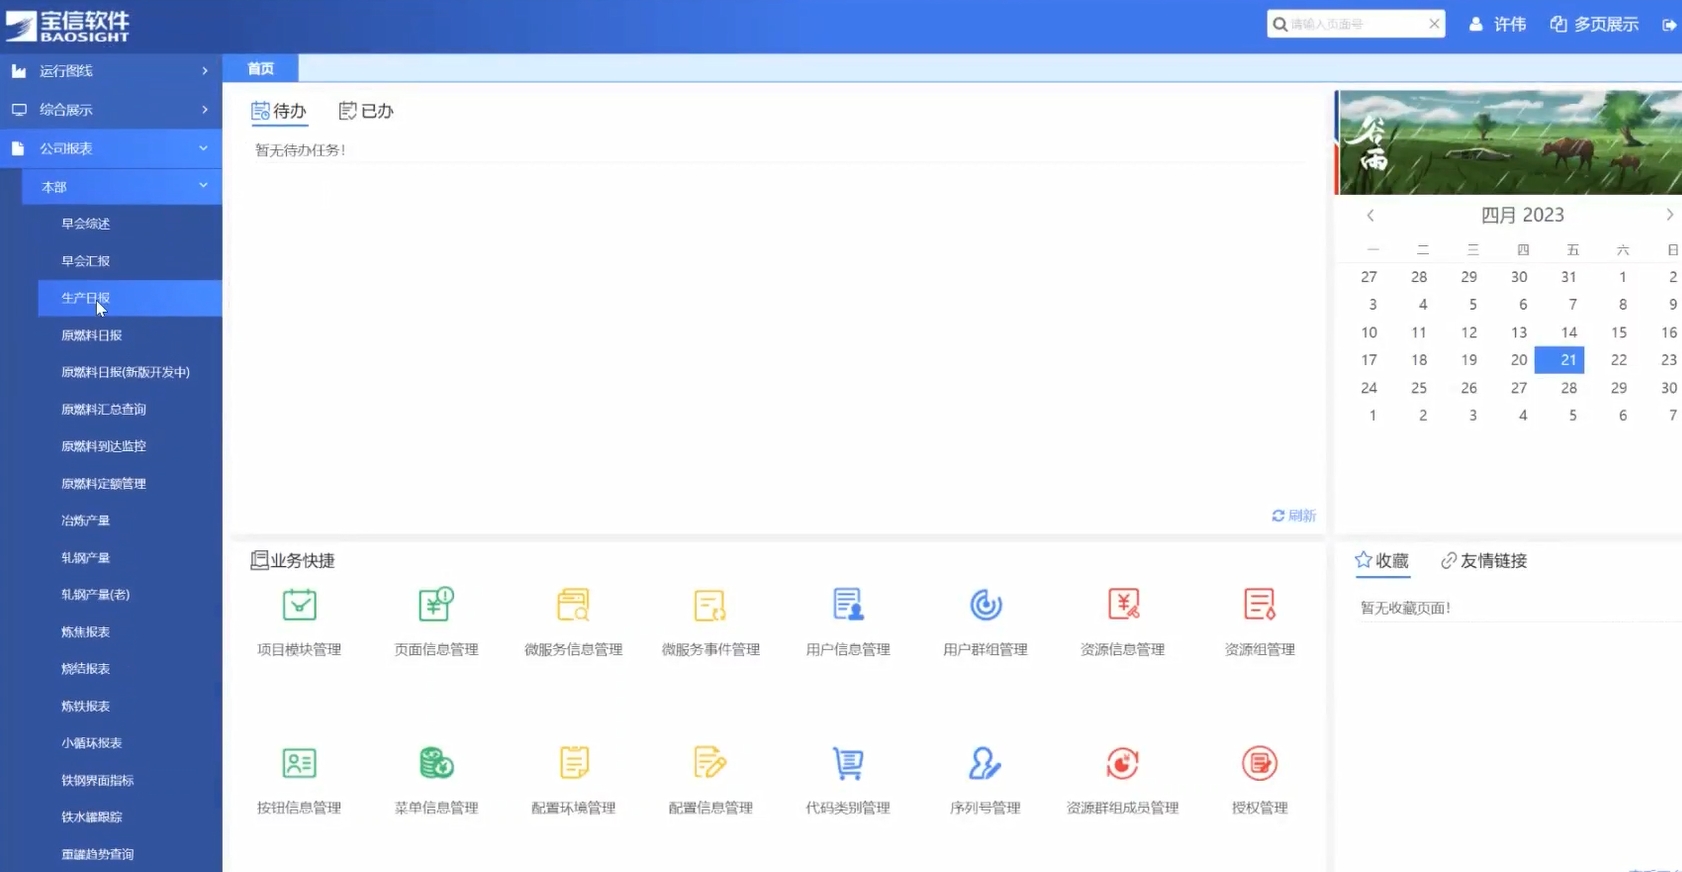 宝信软件
BAOSIGHT
请输入页面号
许伟
多页展示
运行图线
综合展示
公司报表
本部
早会综述
早会汇报
生产日报
原燃料日报
原燃料日报(新版开发中)
原燃料汇总查询
原燃料到达监控
原燃料定额管理
冶炼产量
轧钢产量
轧钢产量(老)
炼焦报表
烧结报表
炼铁报表
小循环报表
铁钢界面指标
铁水罐跟踪
重罐趋势查询
首页
待办 已办
暂无待办任务！
刷新
业务快捷
项目模块管理 页面信息管理 微服务信息管理 微服务事件管理 用户信息管理 用户群组管理 资源信息管理 资源组管理
按钮信息管理 菜单信息管理 配置环境管理 配置信息管理 代码类别管理 序列号管理 资源群组成员管理 授权管理
谷雨
四月 2023
一 二 三 四 五 六 日
27 28 29 30 31 1 2
3 4 5 6 7 8 9
10 11 12 13 14 15 16
17 18 19 20 21 22 23
24 25 26 27 28 29 30
1 2 3 4 5 6 7
收藏 友情链接
暂无收藏页面！